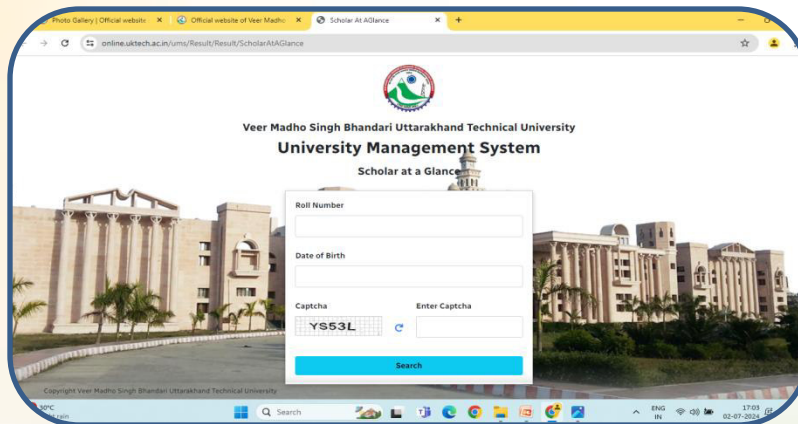 Photo Gallery | Official website
Official website of Veer Madho
Scholar At AGlance
online.uktech.ac.in/ums/Result/Result/ScholarAtAGlance
Veer Madho Singh Bhandari Uttarakhand Technical University
University Management System
Scholar at a Glance
Roll Number
Date of Birth
Captcha
Enter Captcha
YS53L
Search
Copyright Veer Madho Singh Bhandari Uttarakhand Technical University
30°C
rain
Search
ENG
IN
17:03
02-07-2024